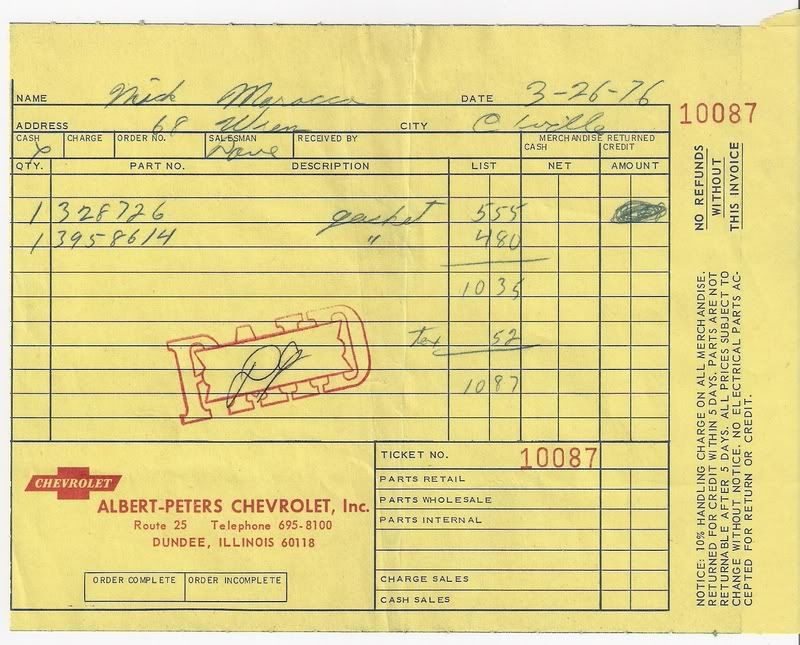 NAME Mick Marocco DATE 3-26-76
10087
ADDRESS 68 CITY C'ville
CASH CHARGE ORDER NO. SALESMAN RECEIVED BY MERCHANDISE RETURNED
CASH CREDIT
x Dave
QTY. PART NO. DESCRIPTION LIST NET AMOUNT
1 328726 gasket 555
1 3958614 " 480
1035
tax 52
1087
PAID
TICKET NO. 10087
PARTS RETAIL
PARTS WHOLESALE
PARTS INTERNAL
CHARGE SALES
CASH SALES
CHEVROLET
ALBERT-PETERS CHEVROLET, Inc.
Route 25 Telephone 695-8100
DUNDEE, ILLINOIS 60118
ORDER COMPLETE ORDER INCOMPLETE
NO REFUNDS
WITHOUT
THIS INVOICE
NOTICE: 10% HANDLING CHARGE ON ALL MERCHANDISE.
RETURNED FOR CREDIT WITHIN 5 DAYS. PARTS ARE NOT
RETURNABLE AFTER 5 DAYS. ALL PRICES SUBJECT TO
CHANGE WITHOUT NOTICE. NO ELECTRICAL PARTS AC-
CEPTED FOR RETURN OR CREDIT.